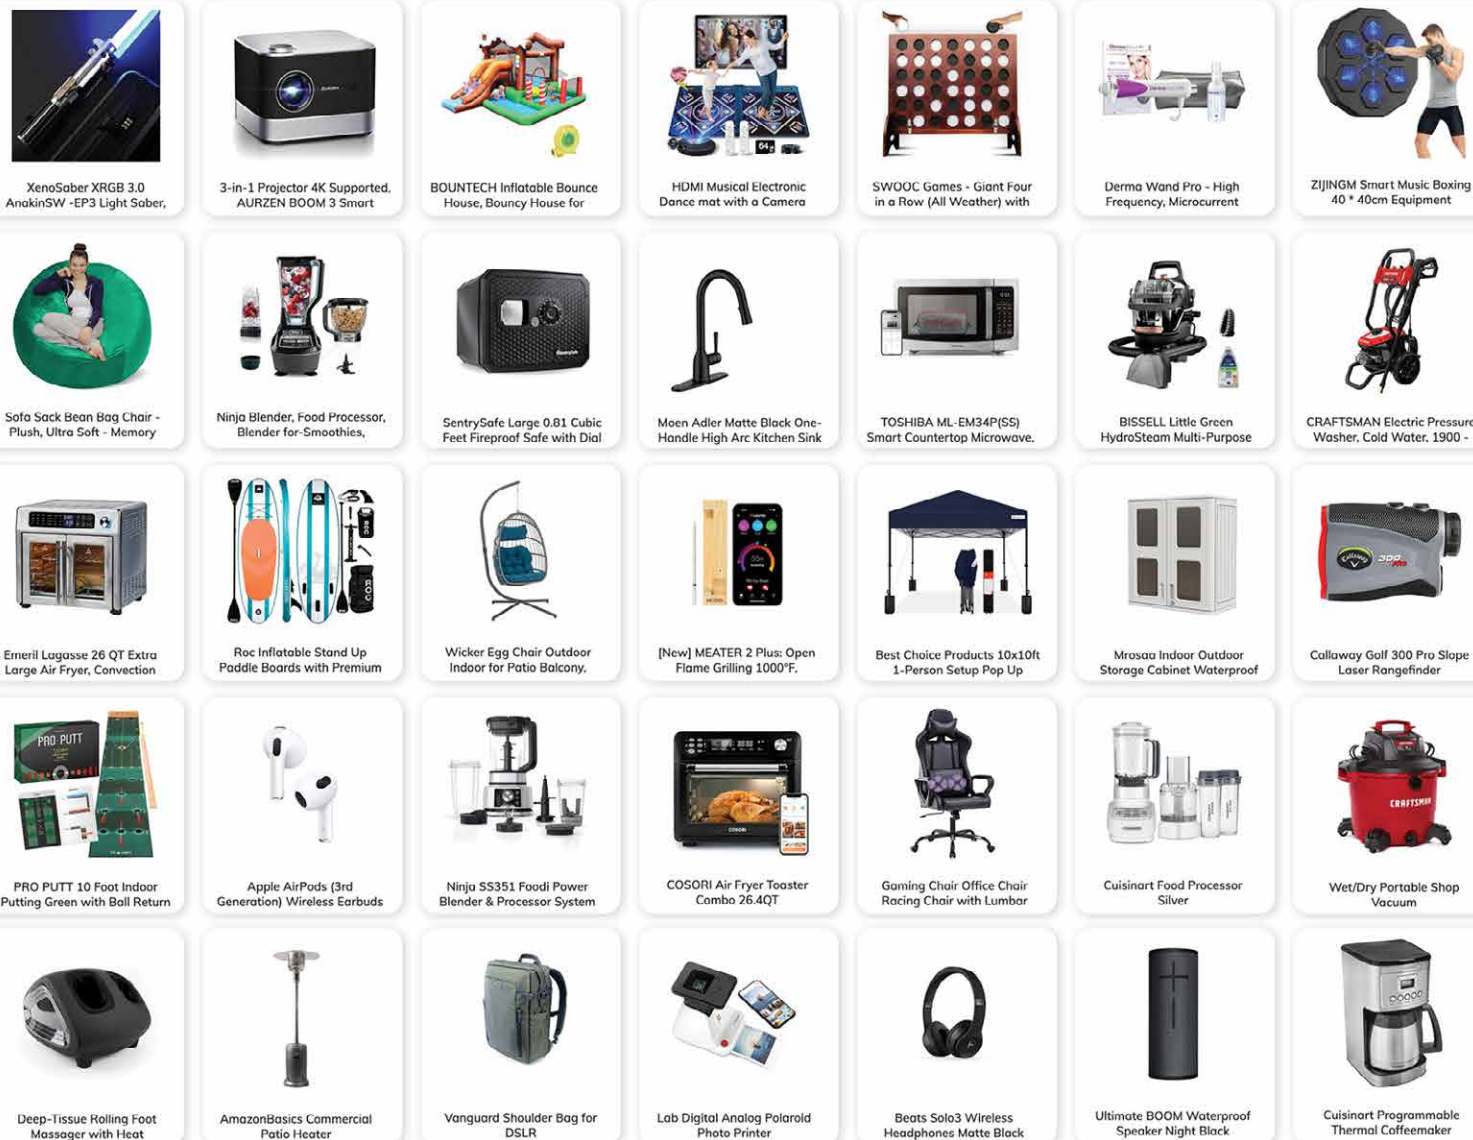 XenoSaber XRGB 3.0
AnakinSW -EP3 Light Saber,
3-in-1 Projector 4K Supported.
AURZEN BOOM 3 Smart
BOUNTECH Inflatable Bounce
House, Bouncy House for
64
HDMI Musical Electronic
Dance mat with a Camera
SWOOC Games - Giant Four
in a Row (All Weather) with
Derma Wand Pro - High
Frequency, Microcurrent
ZIJINGM Smart Music Boxing
40 * 40cm Equipment
Sofa Sack Bean Bag Chair -
Plush, Ultra Soft - Memory
Ninja Blender, Food Processor,
Blender for-Smoothies,
SentrySafe Large 0.81 Cubic
Feet Fireproof Safe with Dial
Moen Adler Matte Black One-
Handle High Arc Kitchen Sink
TOSHIBA ML-EM34P(SS)
Smart Countertop Microwave.
BISSELL Little Green
HydroSteam Multi-Purpose
CRAFTSMAN Electric Pressure
Washer, Cold Water, 1900 -
Emeril Lagasse 26 QT Extra
Large Air Fryer, Convection
ROC
Roc Inflatable Stand Up
Paddle Boards with Premium
Wicker Egg Chair Outdoor
Indoor for Patio Balcony.
[New] MEATER 2 Plus: Open
Flame Grilling 1000°F.
Best Choice Products 10x10ft
1-Person Setup Pop Up
Mrosaa Indoor Outdoor
Storage Cabinet Waterproof
Callaway
300
PRO
Callaway Golf 300 Pro Slope
Laser Rangefinder
PRO PUTT
PRO PUTT 10 Foot Indoor
Putting Green with Ball Return
Apple AirPods (3rd
Generation) Wireless Earbuds
Ninja SS351 Foodi Power
Blender & Processor System
COSORI
COSORI Air Fryer Toaster
Combo 26.4QT
Gaming Chair Office Chair
Racing Chair with Lumbar
Cuisinart Food Processor
Silver
CRAFTSMAN
Wet/Dry Portable Shop
Vacuum
Deep-Tissue Rolling Foot
Massager with Heat
AmazonBasics Commercial
Patio Heater
Vanguard Shoulder Bag for
DSLR
Lab Digital Analog Polaroid
Photo Printer
Beats Solo3 Wireless
Headphones Matte Black
Ultimate BOOM Waterproof
Speaker Night Black
Cuisinart Programmable
Thermal Coffeemaker